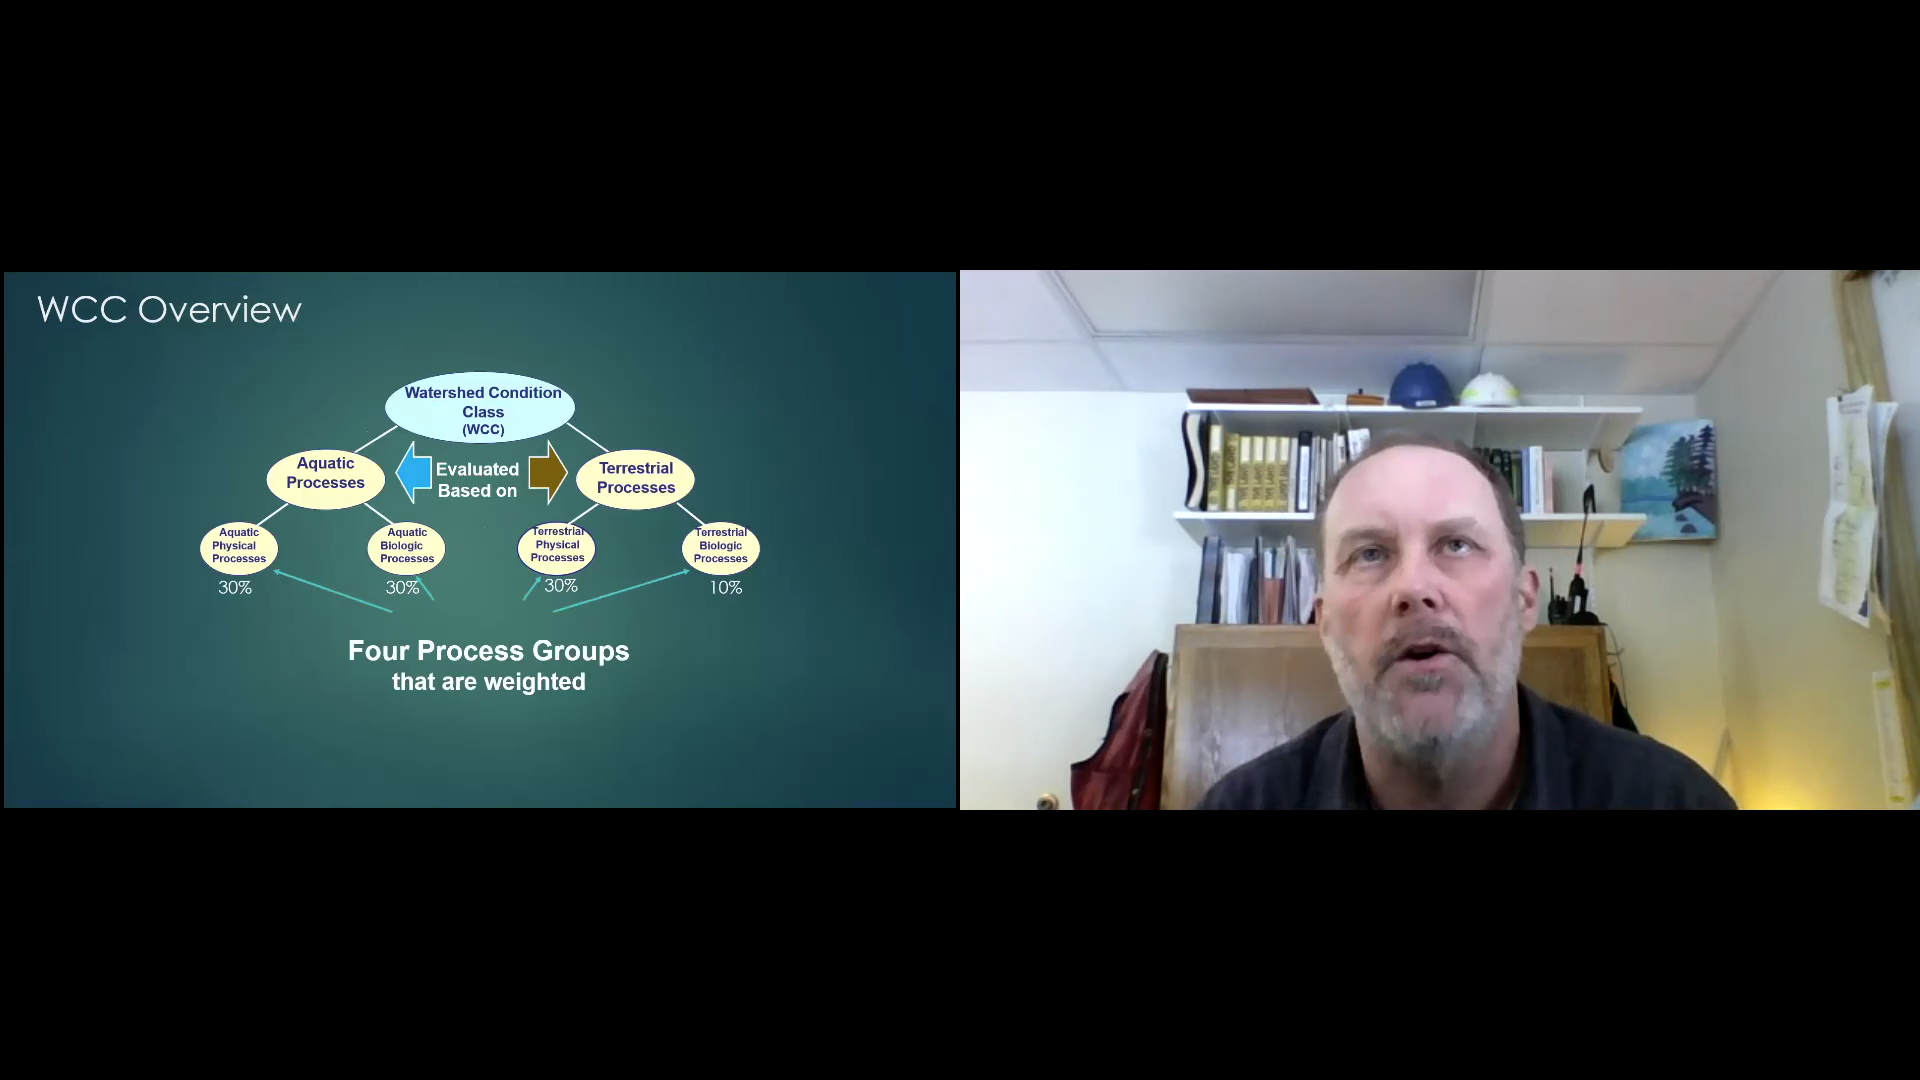 WCC Overview
Watershed Condition
Class
(WCC)
Aquatic
Processes
Evaluated
Based on
Terrestrial
Processes
Aquatic
Physical
Processes
Aquatic
Biologic
Processes
Terrestrial
Physical
Processes
Terrestrial
Biologic
Processes
30%
30%
30%
10%
Four Process Groups
that are weighted